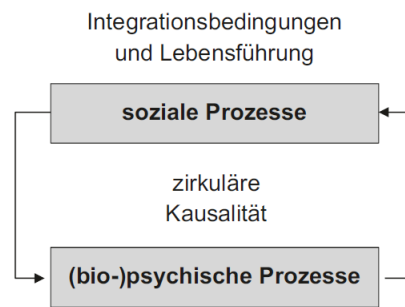 Integrationsbedingungen
und Lebensführung
soziale Prozesse
zirkuläre
Kausalität
(bio-)psychische Prozesse